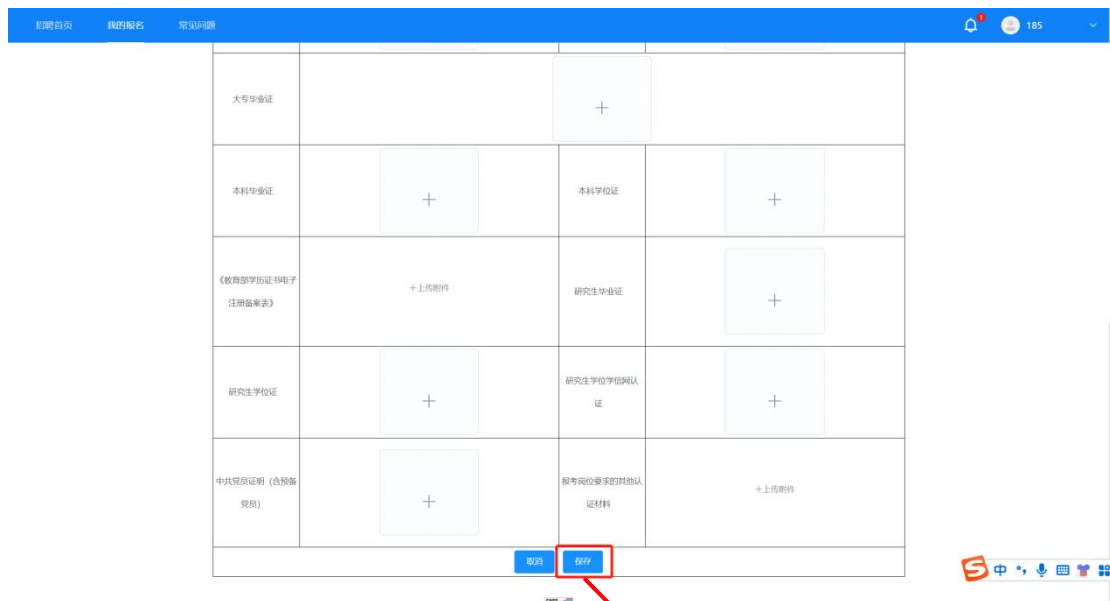 招聘首页 我的报名 常见问题 1 185
大专毕业证
本科毕业证 本科学位证
《教育部学历证书电子
注册备案表》
＋上传附件 研究生毕业证
研究生学位证 研究生学位学信网认
证
中共党员证明（含预备
党员）
报考岗位要求的其他认
证材料
＋上传附件
取消 保存
S 中 °，